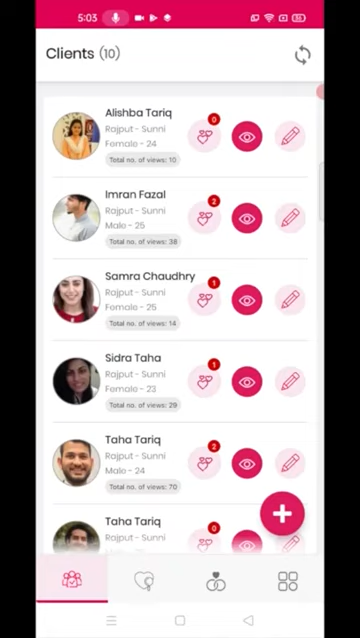 5:03
Clients (10)
Alishba Tariq
0
Rajput - Sunni
Female - 24
Total no. of views: 10
Imran Fazal
2
Rajput - Sunni
Male - 25
Total no. of views: 38
Samra Chaudhry
1
Rajput - Sunni
Female - 25
Total no. of views: 14
Sidra Taha
1
Rajput - Sunni
Female - 23
Total no. of views: 29
Taha Tariq
2
Rajput - Sunni
Male - 24
Total no. of views: 70
Taha Tariq
0
Rajput - Sunni